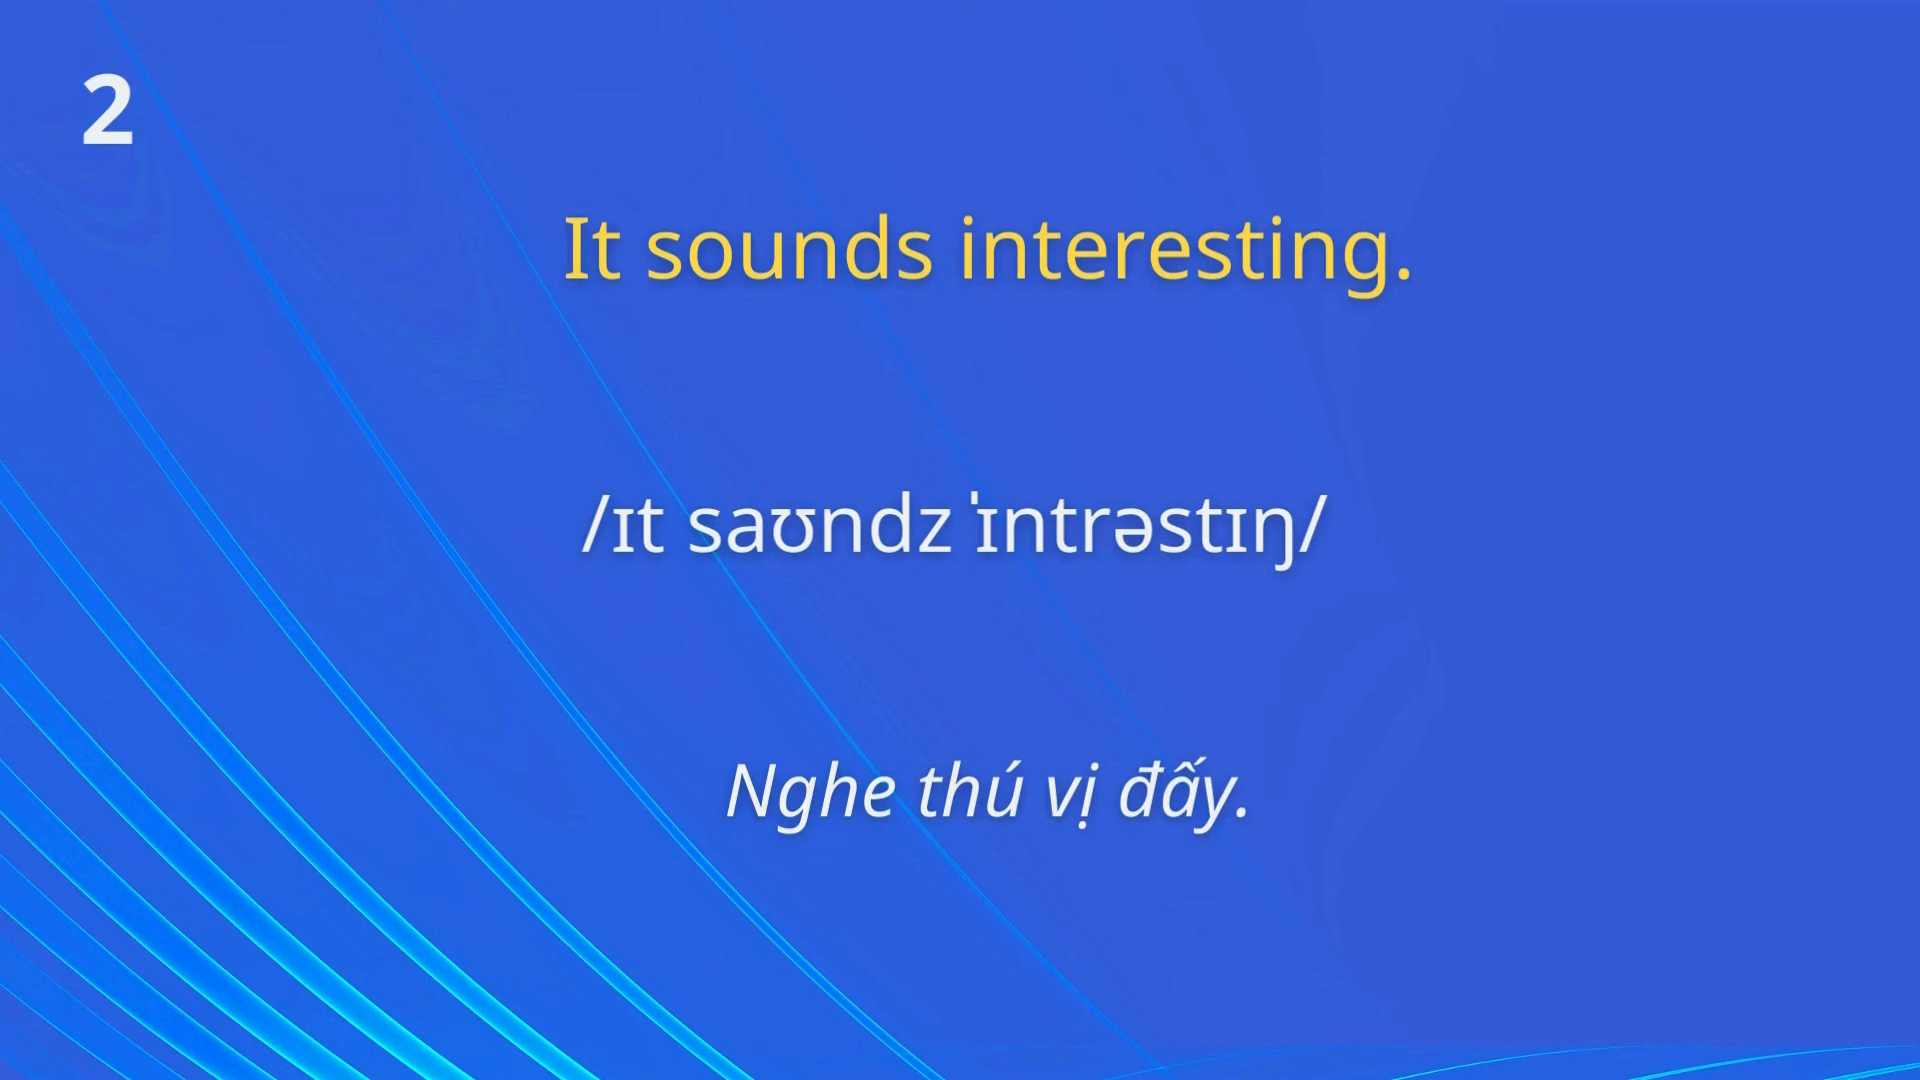 2
It sounds interesting.
/ɪt saʊndz ˈɪntrəstɪŋ/
Nghe thú vị đấy.